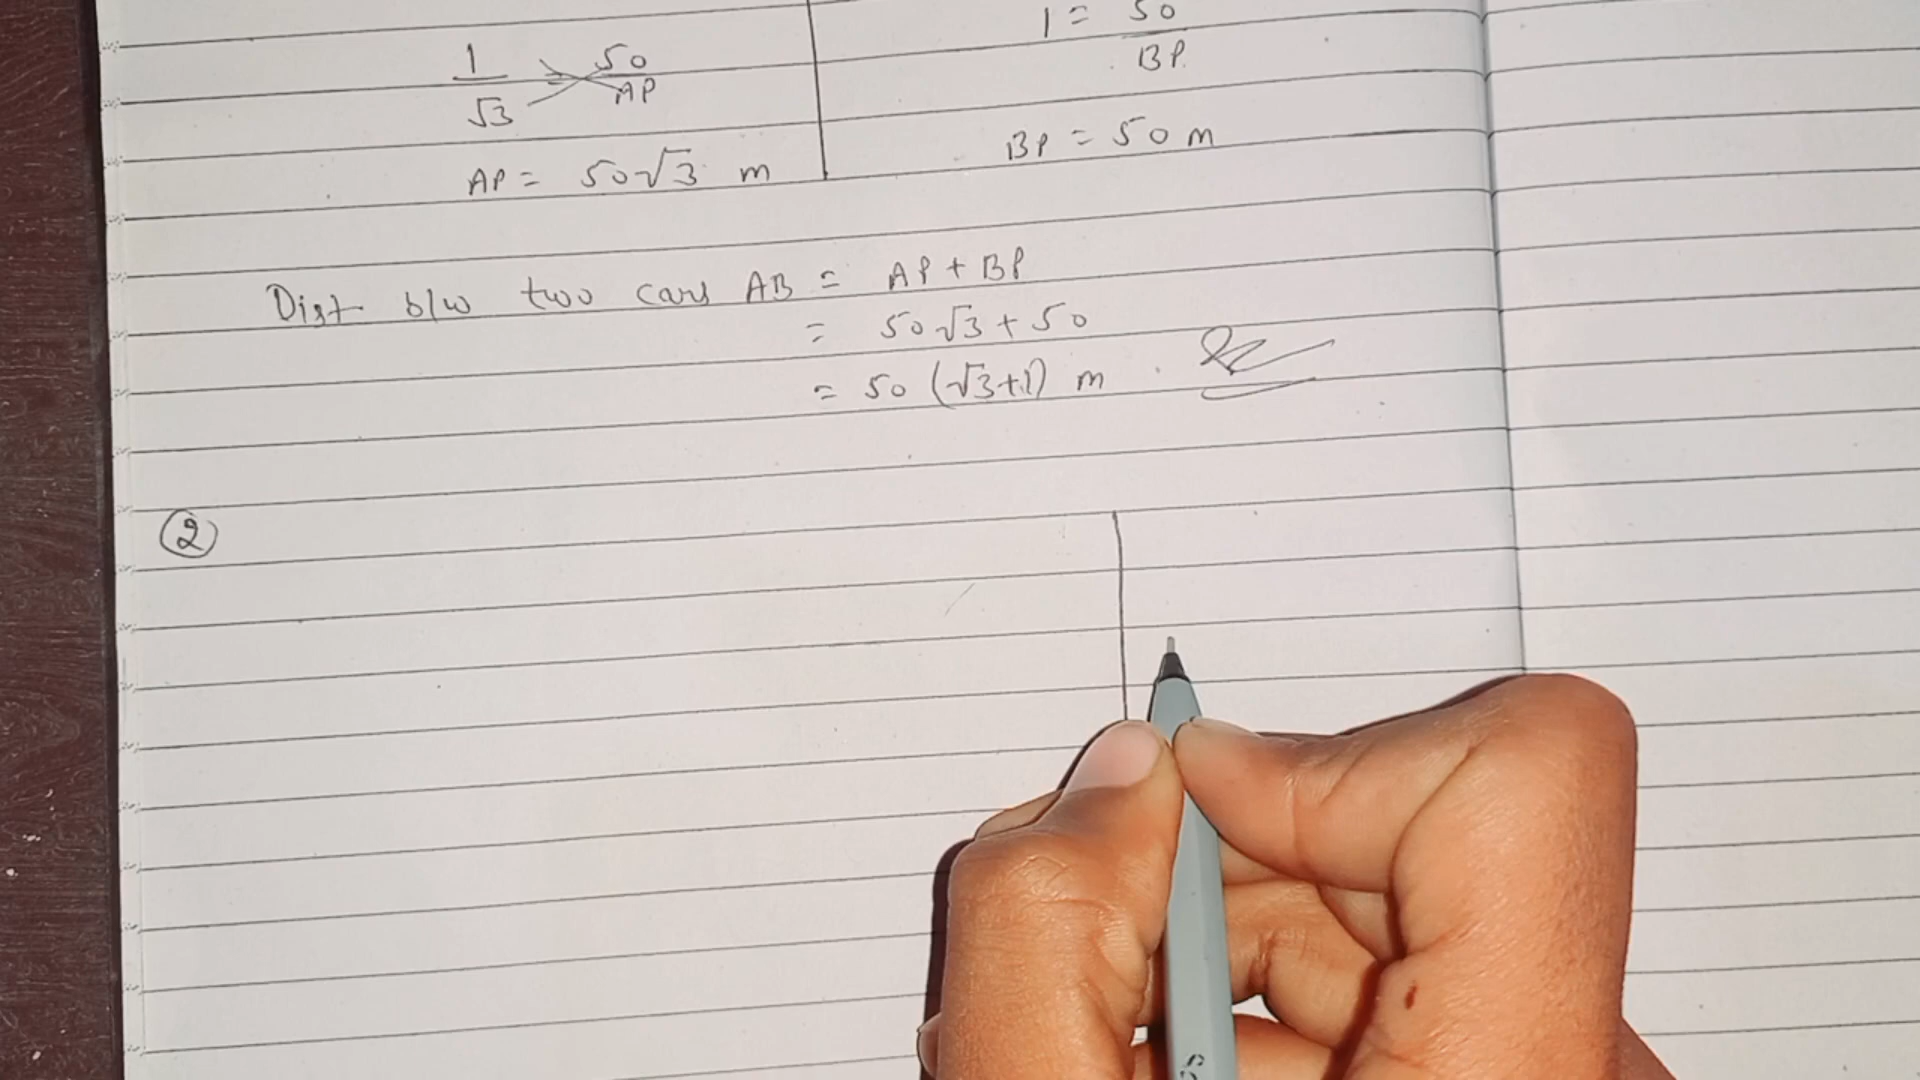 1/√3 = 50/AP
AP = 50√3 m
1 = 50/BP
BP = 50 m
Dist b/w two cars AB = AP + BP
= 50√3 + 50
= 50 (√3+1) m
2